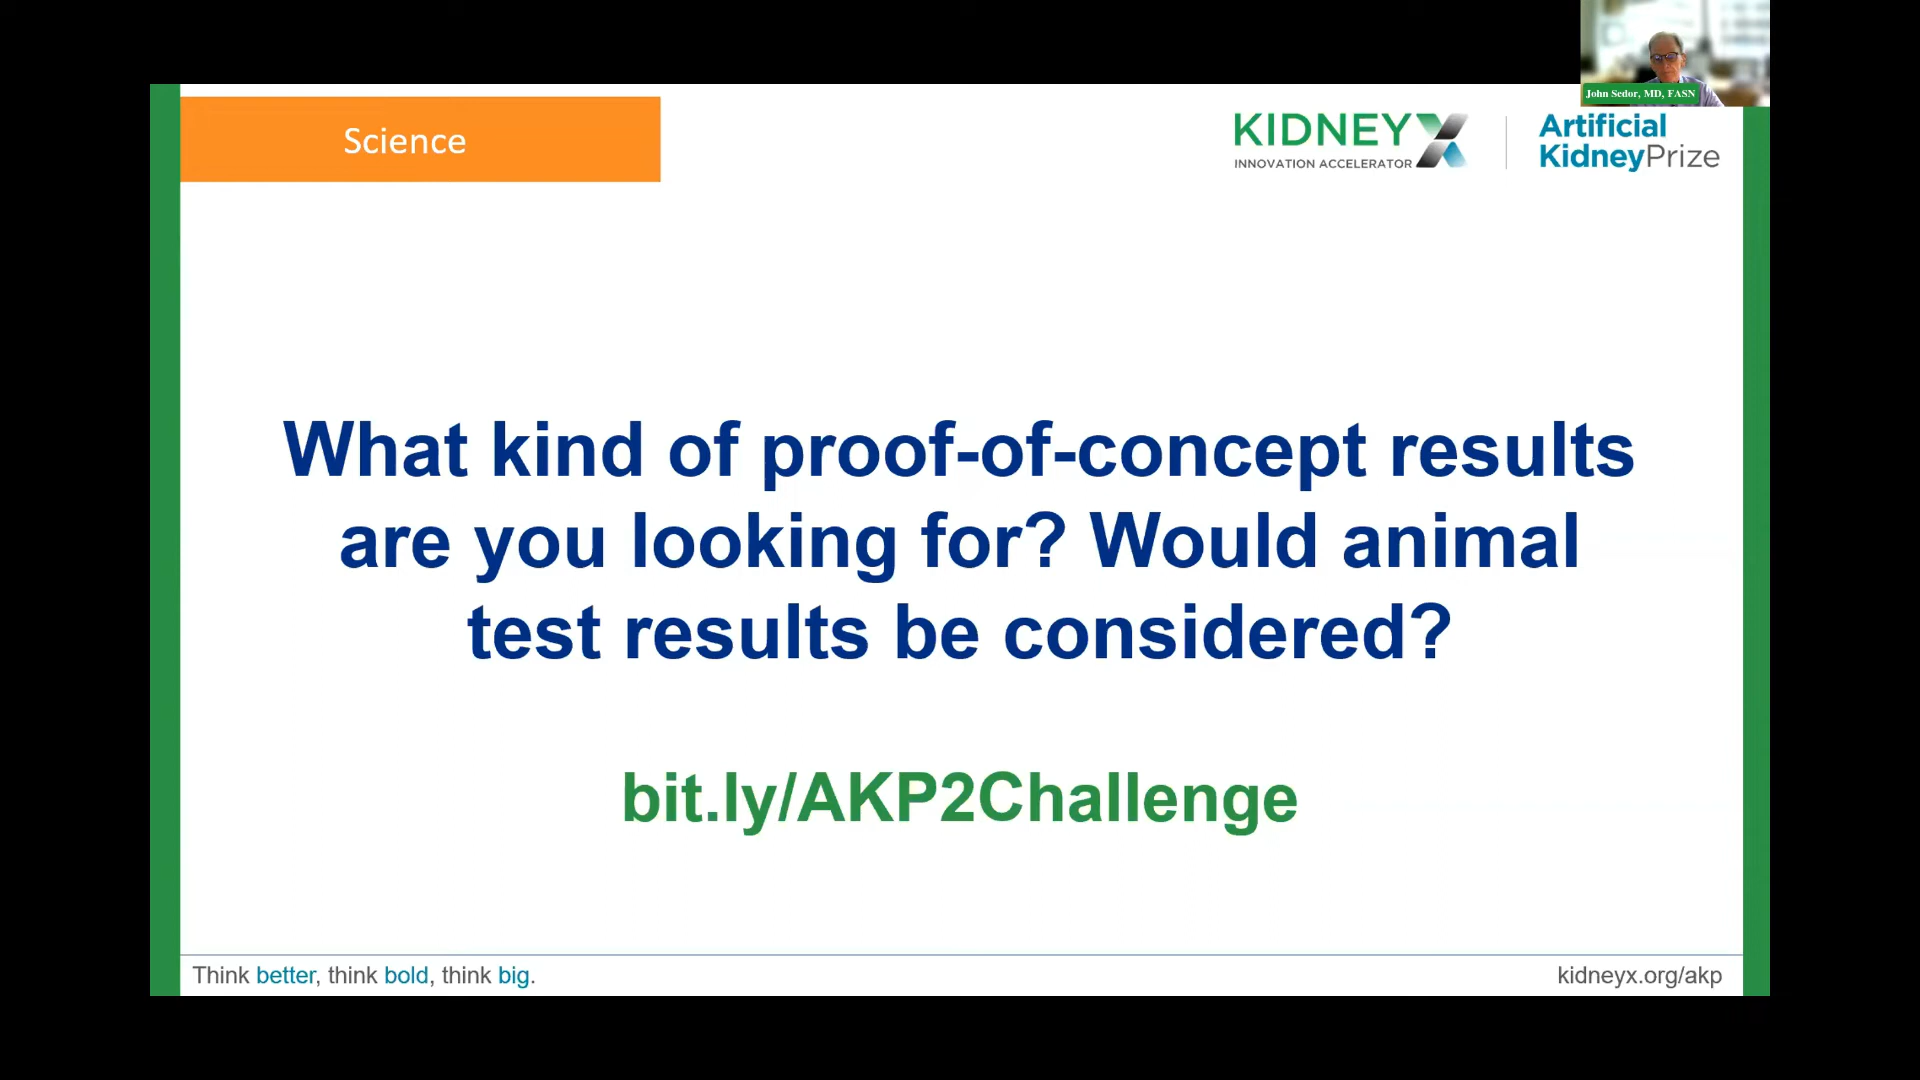 John Sedor, MD, FASN
Science
KIDNEYX
INNOVATION ACCELERATOR
Artificial
KidneyPrize
What kind of proof-of-concept results
are you looking for? Would animal
test results be considered?
bit.ly/AKP2Challenge
Think better, think bold, think big.
kidneyx.org/akp